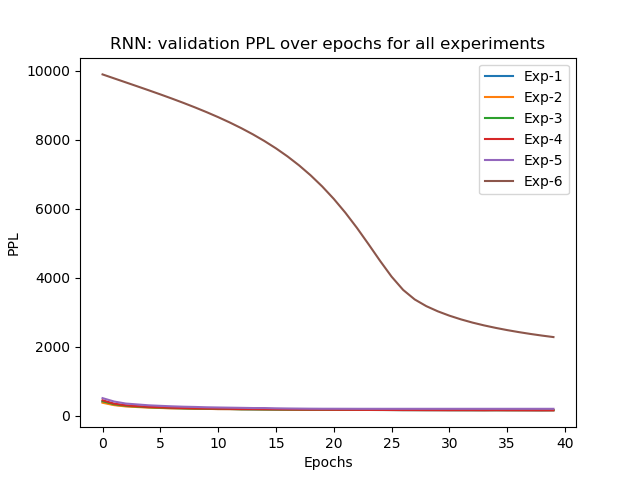 RNN: validation PPL over epochs for all experiments
10000
8000
6000
4000
2000
0
PPL
Exp-1
Exp-2
Exp-3
Exp-4
Exp-5
Exp-6
0 5 10 15 20 25 30 35 40
Epochs